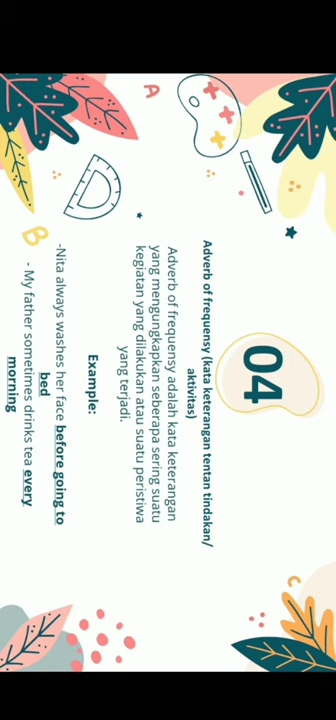 04
Adverb of frequensy (kata keterangan tentan tindakan/
aktivitas)
Adverb of frequensy adalah kata keterangan
yang mengungkapkan seberapa sering suatu
kegiatan yang dilakukan atau suatu peristiwa
yang terjadi.
Example:
-Nita always washes her face before going to
bed
- My father sometimes drinks tea every
morning
A
B
C